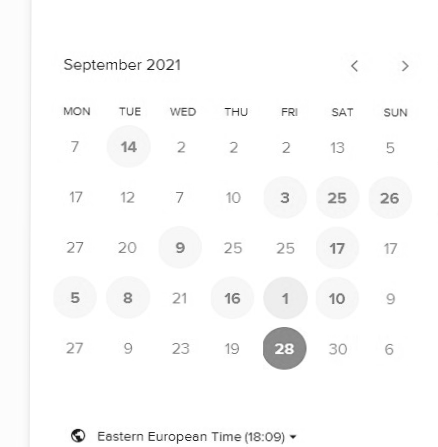 September 2021
MON TUE WED THU FRI SAT SUN
7 14 2 2 2 13 5
17 12 7 10 3 25 26
27 20 9 25 25 17 17
5 8 21 16 1 10 9
27 9 23 19 28 30 6
Eastern European Time (18:09)